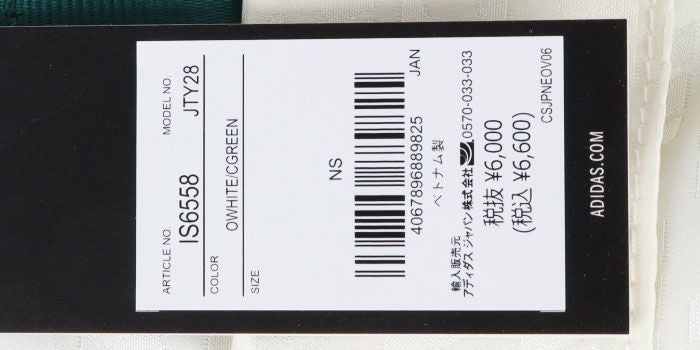 ARTICLE NO. MODEL NO.
IS6558 JTY28
COLOR
OWHITE/CGREEN
SIZE
NS
JAN
4067896889825
ベトナム製
輸入販売元
アディダス ジャパン株式会社 0570-033-033
税抜 ¥6,000
(税込 ¥6,600)
CSJPNEOV06
ADIDAS.COM